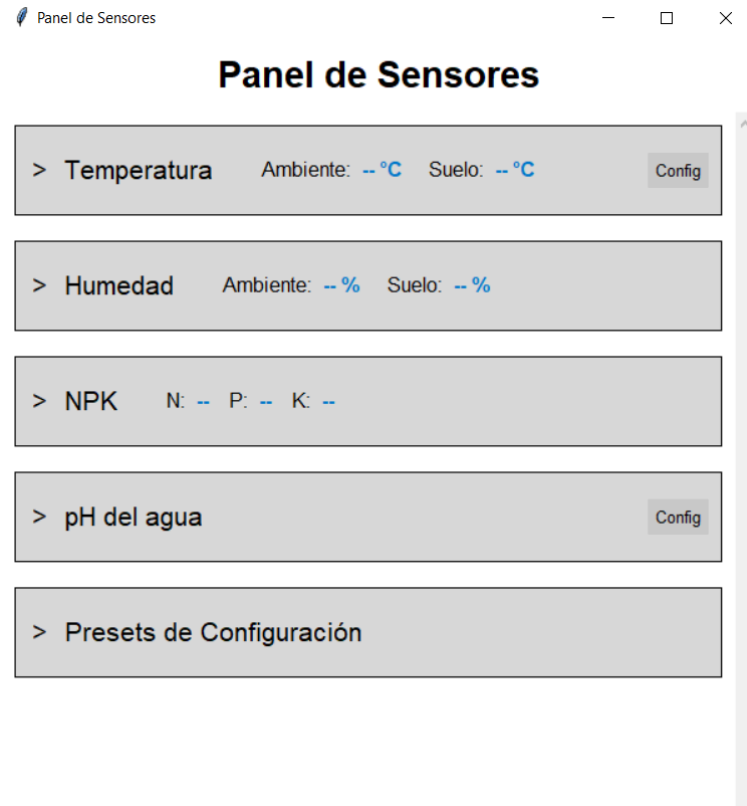 Panel de Sensores
Panel de Sensores
> Temperatura Ambiente: -- °C Suelo: -- °C Config
> Humedad Ambiente: -- % Suelo: -- %
> NPK N: -- P: -- K: --
> pH del agua Config
> Presets de Configuración